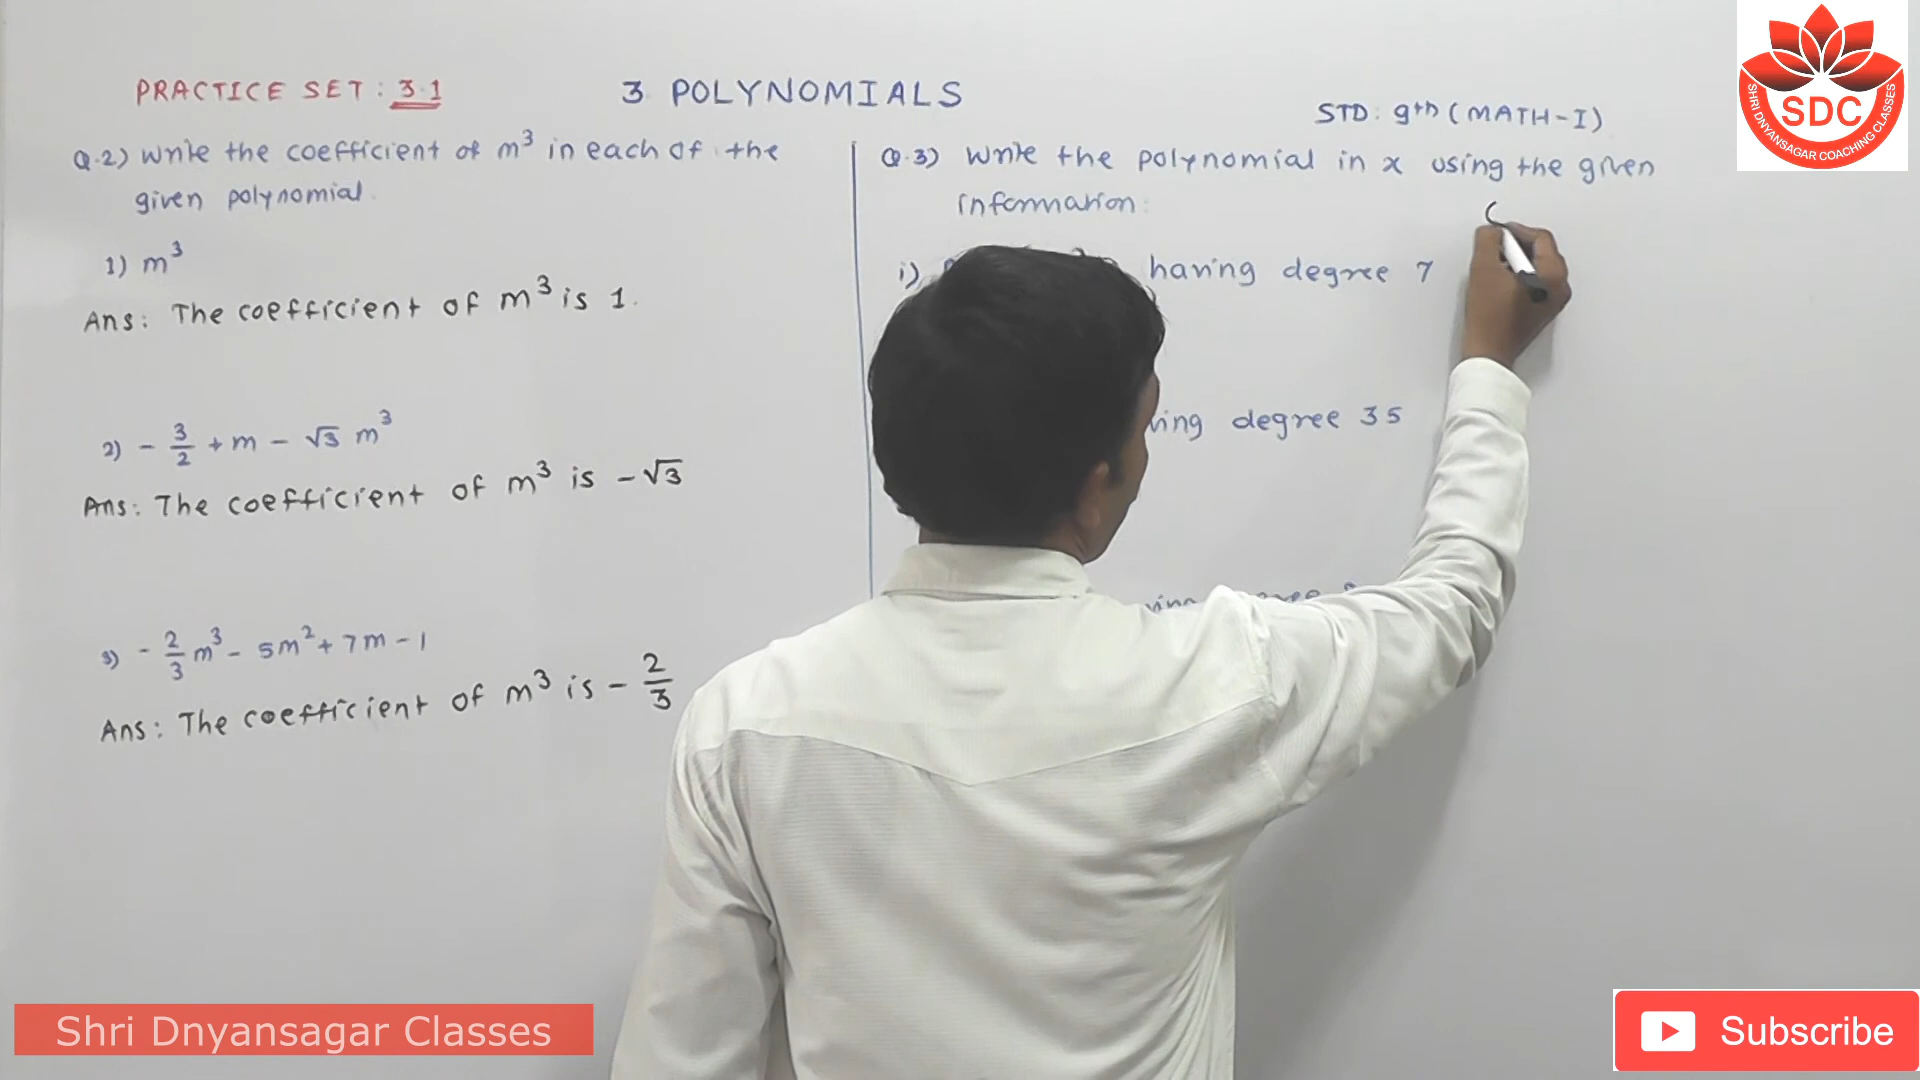 PRACTICE SET: 3.1
3. POLYNOMIALS
STD: 9th (MATH-I)
Q.2) Write the coefficient of m³ in each of the
given polynomial.
1) m³
Ans: The coefficient of m³ is 1.
2) - 3/2 + m - √3 m³
Ans: The coefficient of m³ is -√3
3) - 2/3 m³ - 5m² + 7m - 1
Ans: The coefficient of m³ is - 2/3
Q.3) Write the polynomial in x using the given
information:
i) having degree 7
degree 35
SDC
SHRI DNYANSAGAR COACHING CLASSES
Shri Dnyansagar Classes
Subscribe